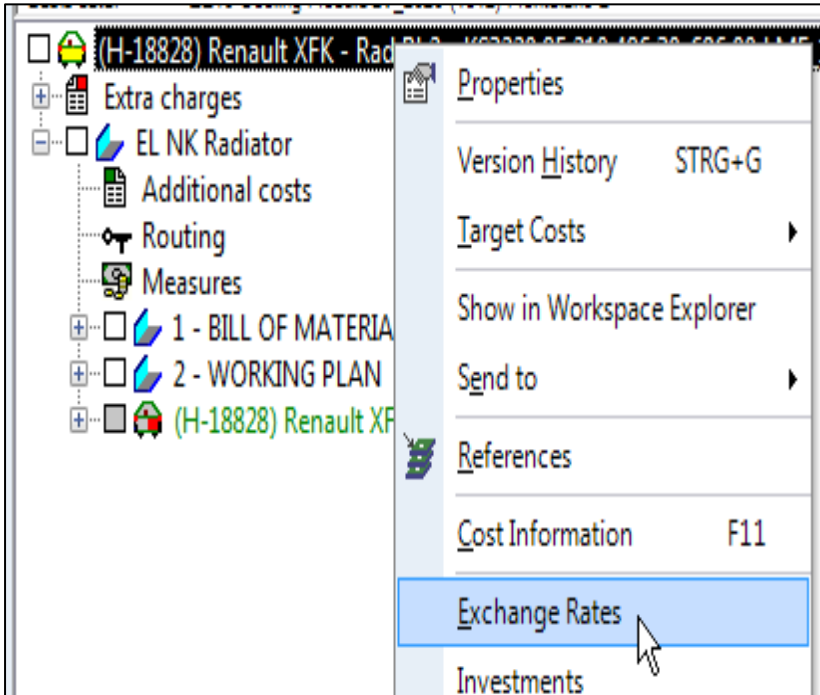 (H-18828) Renault XFK - Rad
Extra charges
EL NK Radiator
Additional costs
Routing
Measures
1 - BILL OF MATERIA
2 - WORKING PLAN
(H-18828) Renault XF
Properties
Version History STRG+G
Target Costs
Show in Workspace Explorer
Send to
References
Cost Information F11
Exchange Rates
Investments